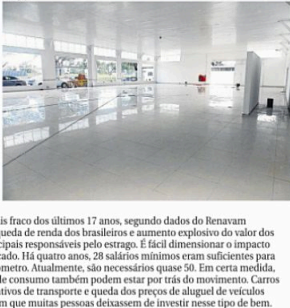 is fraco dos últimos 17 anos, segundo dados do Renavam
ueda de renda dos brasileiros e aumento explosivo do valor dos
cipais responsáveis pelo estrago. É fácil dimensionar o impacto
cado. Há quatro anos, 28 salários mínimos eram suficientes para
ometro. Atualmente, são necessários quase 50. Em certa medida,
de consumo também podem estar por trás do movimento. Carros
tivos de transporte e queda dos preços de aluguel de veículos
m que muitas pessoas deixassem de investir nesse tipo de bem.